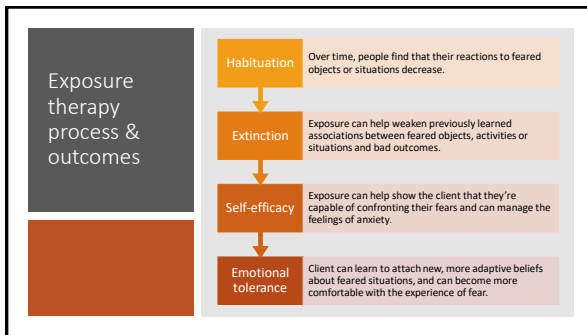 Exposure
therapy
process &
outcomes
Habituation
Over time, people find that their reactions to feared
objects or situations decrease.
Extinction
Exposure can help weaken previously learned
associations between feared objects, activities or
situations and bad outcomes.
Self-efficacy
Exposure can help show the client that they're
capable of confronting their fears and can manage the
feelings of anxiety.
Emotional
tolerance
Client can learn to attach new, more adaptive beliefs
about feared situations, and can become more
comfortable with the experience of fear.